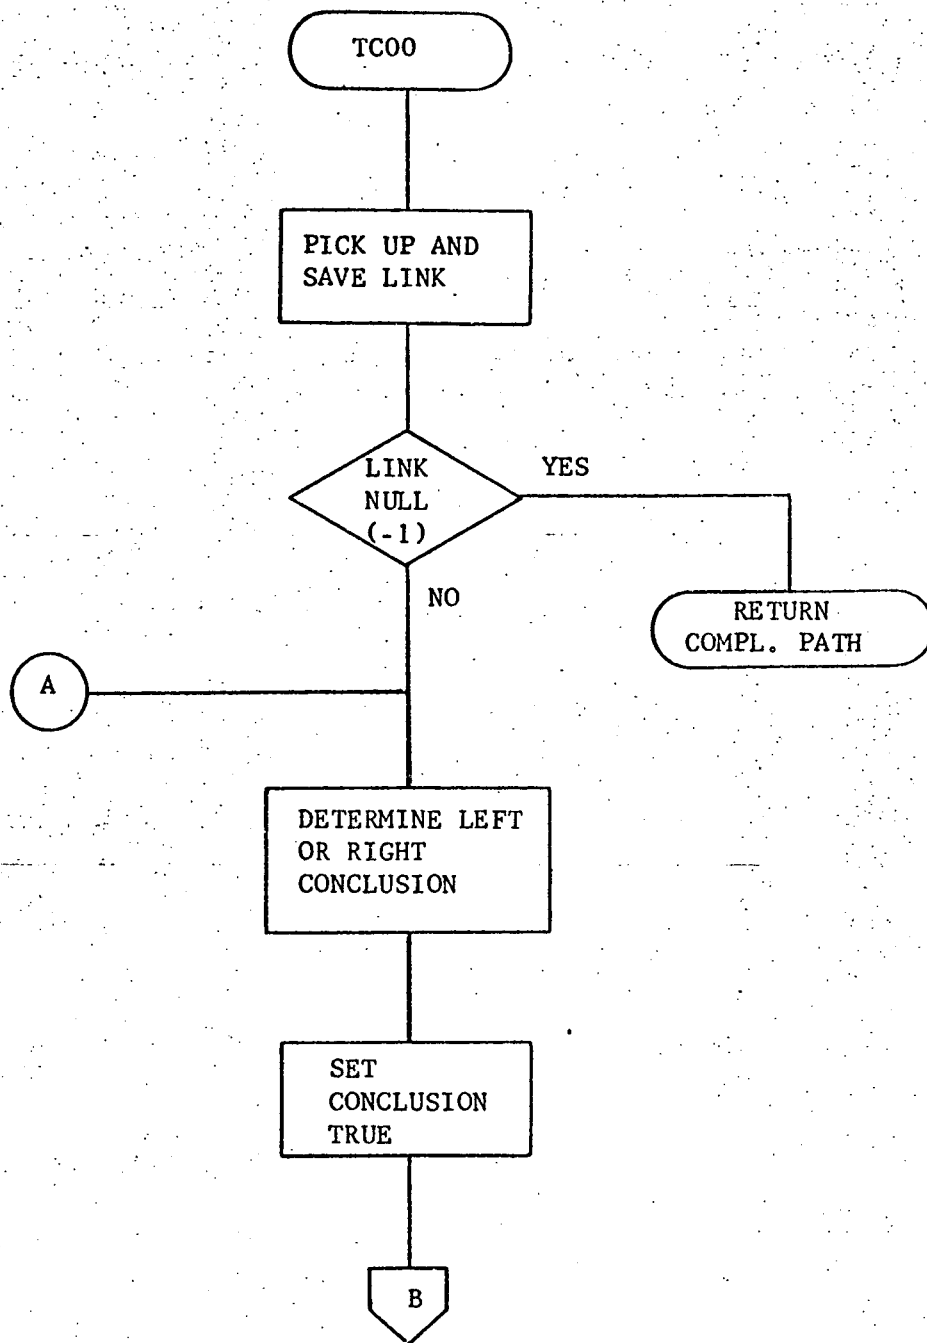 TC00
PICK UP AND
SAVE LINK
LINK
NULL
(-1)
YES
NO
RETURN
COMPL. PATH
A
DETERMINE LEFT
OR RIGHT
CONCLUSION
SET
CONCLUSION
TRUE
B